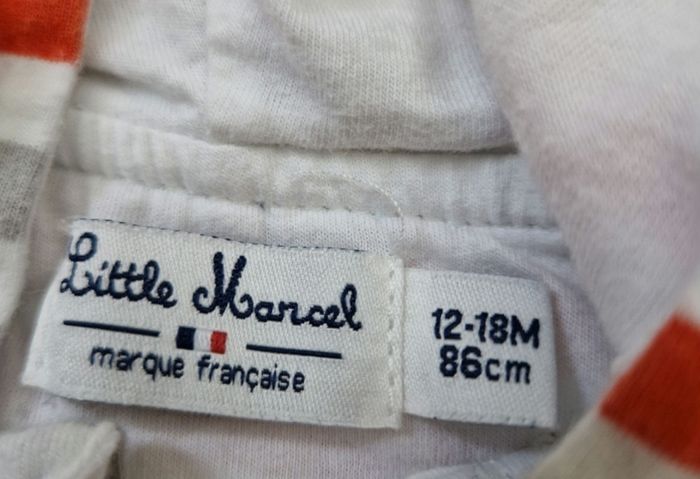 Little Marcel
marque française
12-18M
86cm